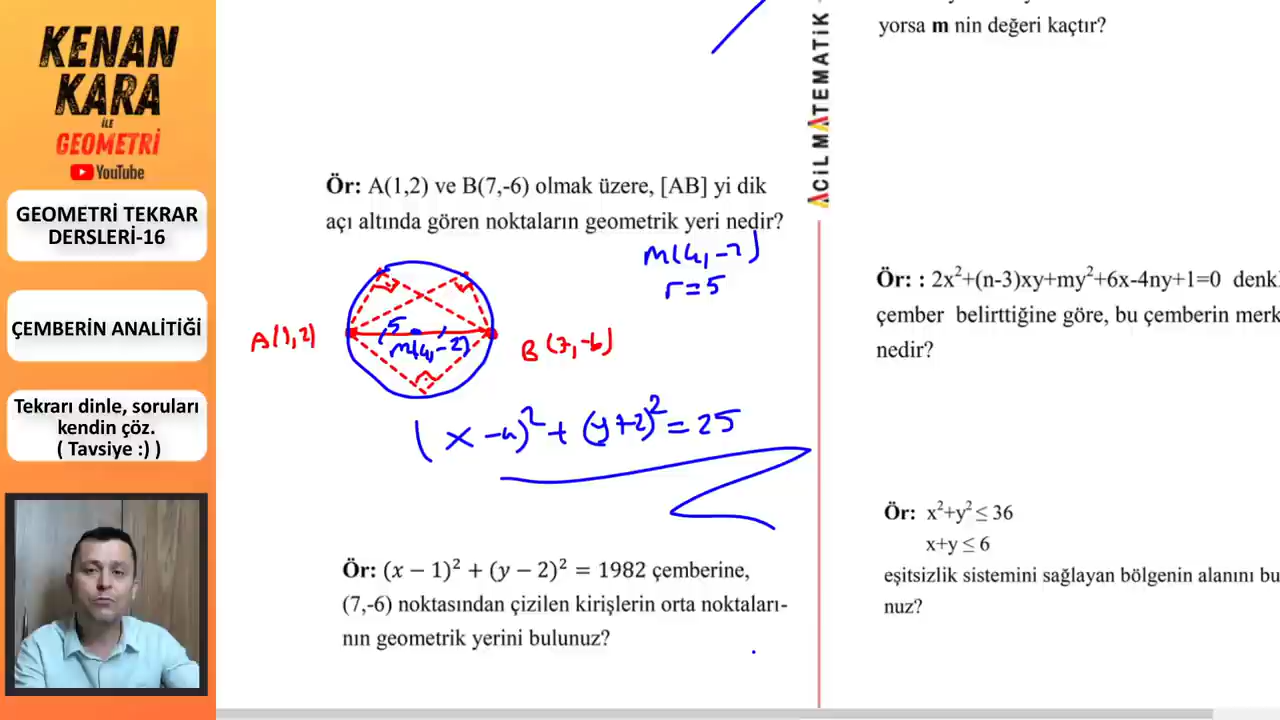 KENAN
KARA
İLE
GEOMETRİ
YouTube
GEOMETRİ TEKRAR
DERSLERİ-16
ÇEMBERİN ANALİTİĞİ
Tekrarı dinle, soruları
kendin çöz.
( Tavsiye :) )
Ör: A(1,2) ve B(7,-6) olmak üzere, [AB] yi dik
açı altında gören noktaların geometrik yeri nedir?
M(4,-2)
r=5
A(1,2)
5
M(4,-2)
B(7,-6)
(x-4)²+(y+2)²=25
Ör: (x − 1)² + (y − 2)² = 1982 çemberine,
(7,-6) noktasından çizilen kirişlerin orta noktaları-
nın geometrik yerini bulunuz?
ACİL MATEMATİK
yorsa m nin değeri kaçtır?
Ör: : 2x²+(n-3)xy+my²+6x-4ny+1=0 denk
çember belirttiğine göre, bu çemberin merk
nedir?
Ör: x²+y² ≤ 36
x+y ≤ 6
eşitsizlik sistemini sağlayan bölgenin alanını bu
nuz?